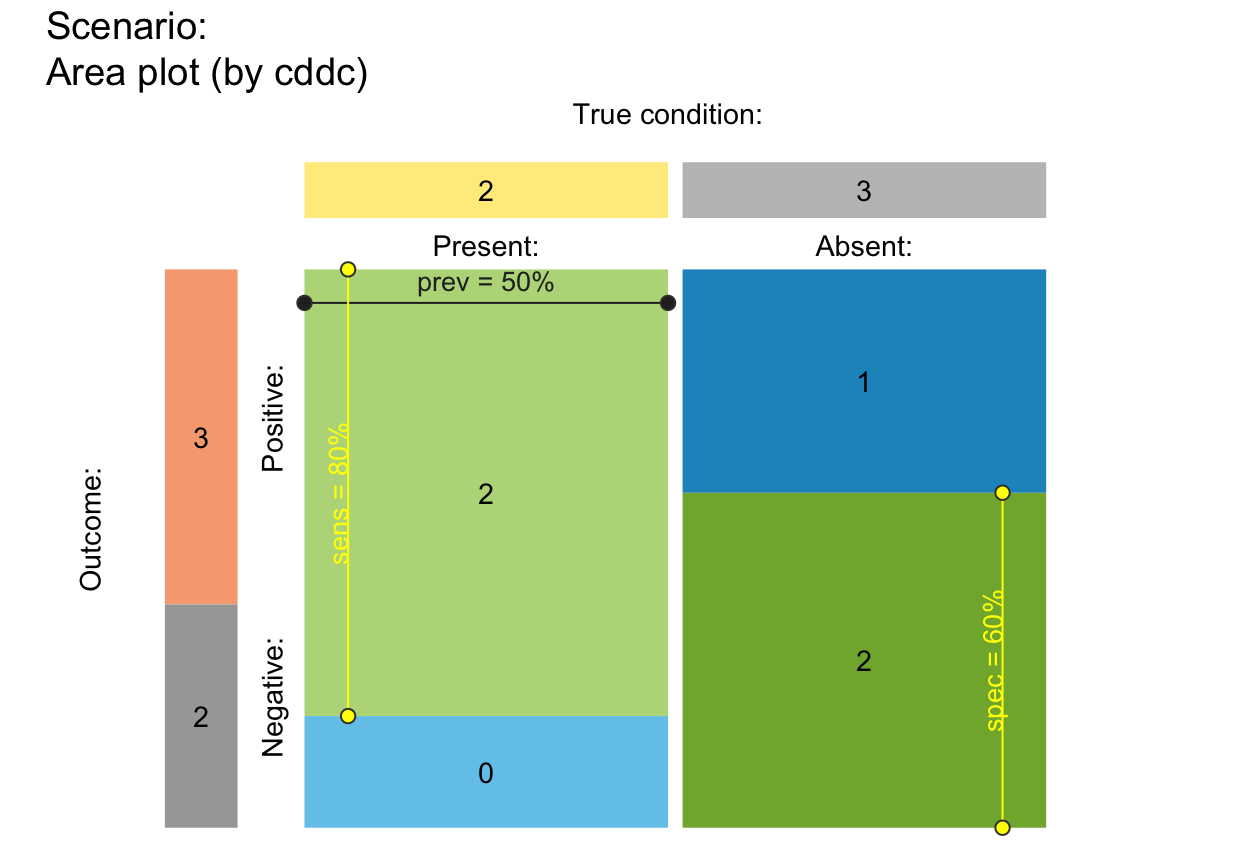 Scenario:
Area plot (by cddc)
True condition:
2
3
Present:
Absent:
prev = 50%
Outcome:
3
Positive:
sens = 80%
2
1
2
Negative:
0
2
spec = 60%